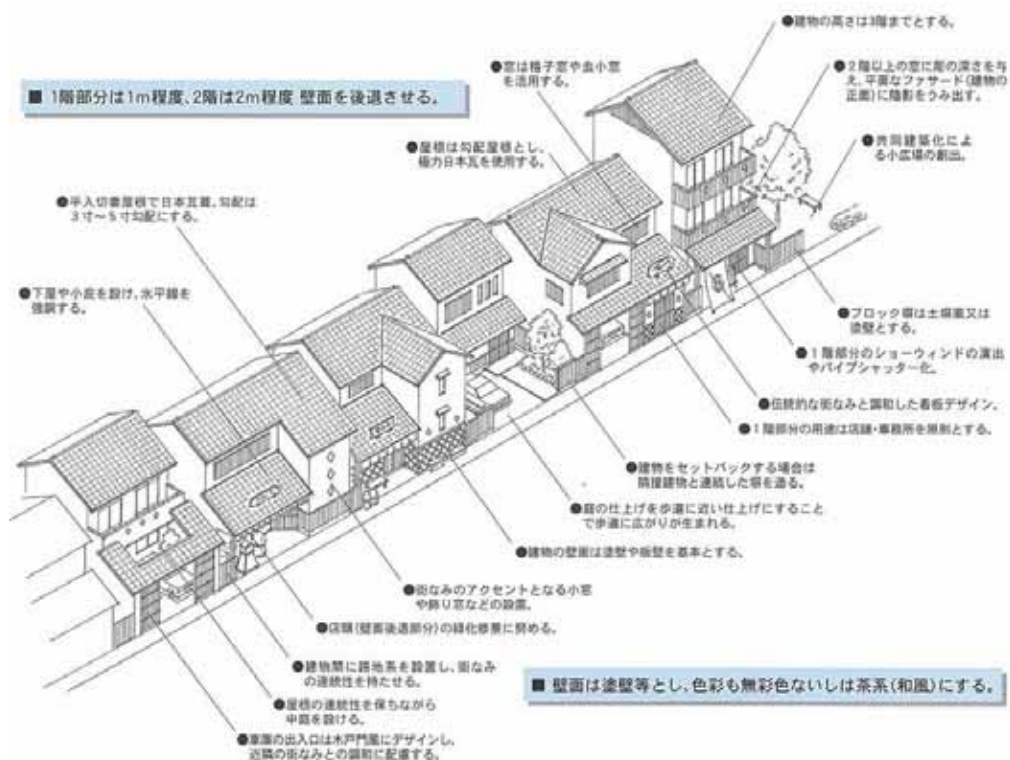 ●建物の高さは3階までとする。
●窓は格子窓や虫小窓
を活用する。
●2階以上の窓に彫の深さを与
え、平面なファサード(建物の
正面)に陰影をうみ出す。
■ 1階部分は1m程度、2階は2m程度 壁面を後退させる。
●屋根は勾配屋根とし、
極力日本瓦を使用する。
●共同建築化によ
る小広場の創出。
●平入切妻屋根で日本瓦葺、勾配は
3寸〜5寸勾配にする。
●下屋や小庇を設け、水平線を
強調する。
●ブロック塀は土塀風又は
塗壁とする。
●1階部分のショーウィンドの演出
やパイプシャッター化。
●伝統的な街なみと調和した看板デザイン。
●1階部分の用途は店舗・事務所を原則とする。
●建物をセットバックする場合は
隣接建物と連続した塀を造る。
●庭の仕上げを歩道に近い仕上げにすること
で歩道に広がりが生まれる。
●建物の壁面は塗壁や板壁を基本とする。
●街なみのアクセントとなる小窓
や飾り窓などの設置。
●店頭(壁面後退部分)の緑化修景に努める。
●建物間に路地系を設置し、街なみ
の連続性を持たせる。
■ 壁面は塗壁等とし、色彩も無彩色ないしは茶系(和風)にする。
●屋根の連続性を保ちながら
中庭を設ける。
●車庫の出入口は木戸門風にデザインし、
近隣の街なみとの調和に配慮する。